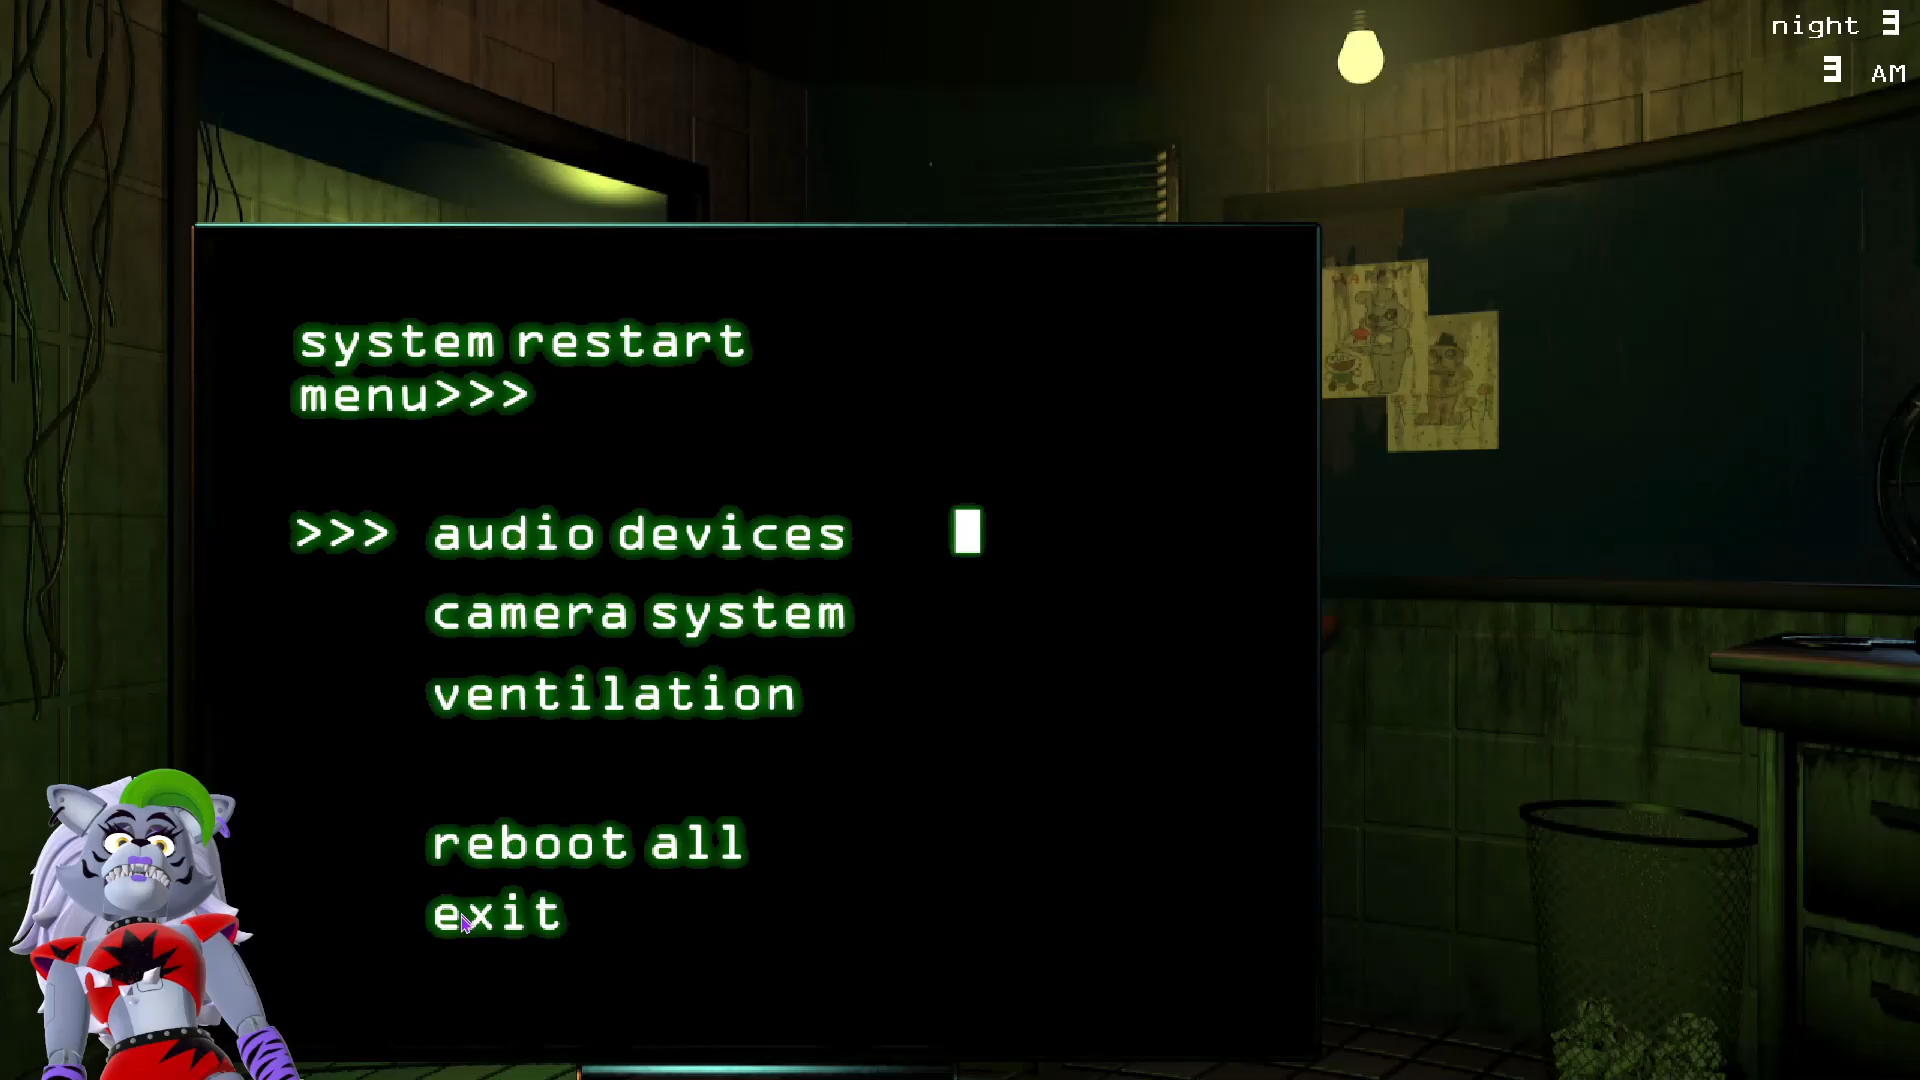 night 3
3 AM
system restart
menu>>>
>>> audio devices
camera system
ventilation
reboot all
exit